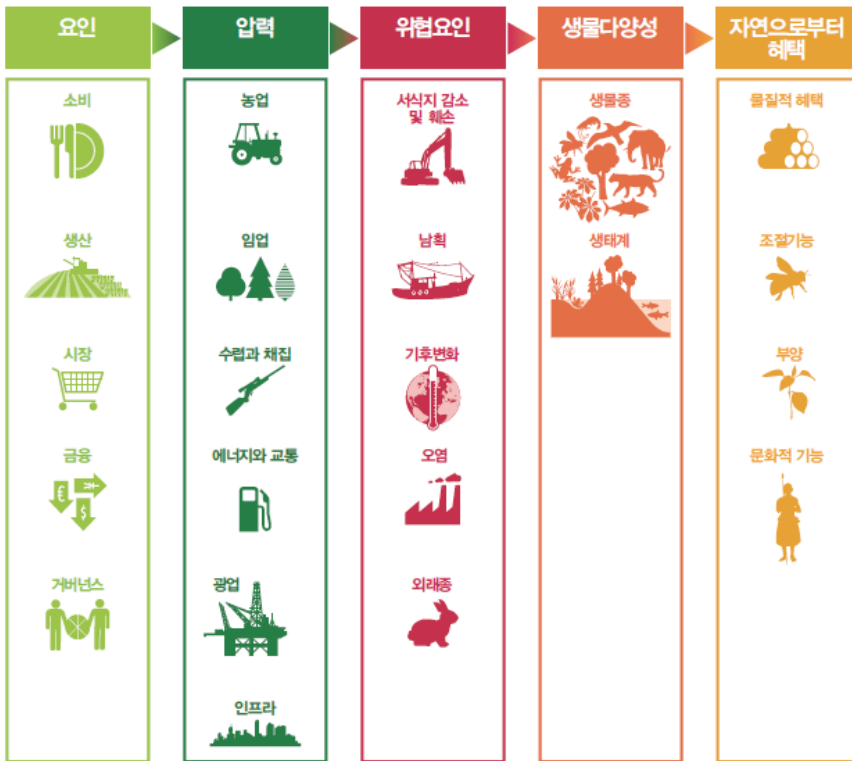 요인
압력
위협요인
생물다양성
자연으로부터
혜택
소비
생산
시장
금융
거버넌스
농업
임업
수렵과 채집
에너지와 교통
광업
인프라
서식지 감소
및 훼손
남획
기후변화
오염
외래종
생물종
생태계
물질적 혜택
조절기능
부양
문화적 기능